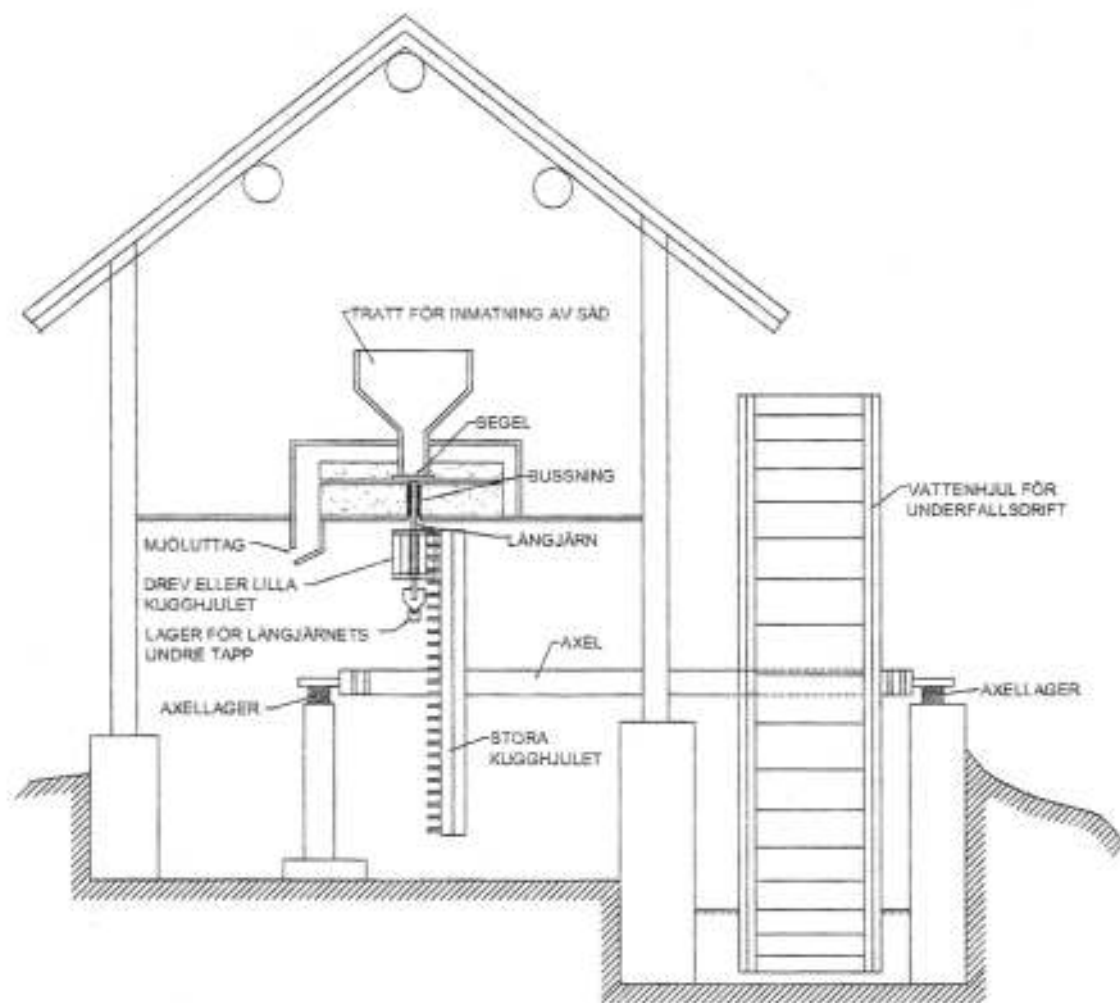 TRATT FÖR INMATNING AV SÄD
SEGEL
BUSSNING
VATTENHJUL FÖR
UNDERFALLSDRIFT
LÅNGJÄRN
MJÖLUTTAG
DREV ELLER LILLA
KUGGHJULET
LAGER FÖR LÅNGJÄRNETS
UNDRE TAPP
AXEL
AXELLAGER
AXELLAGER
STORA
KUGGHJULET